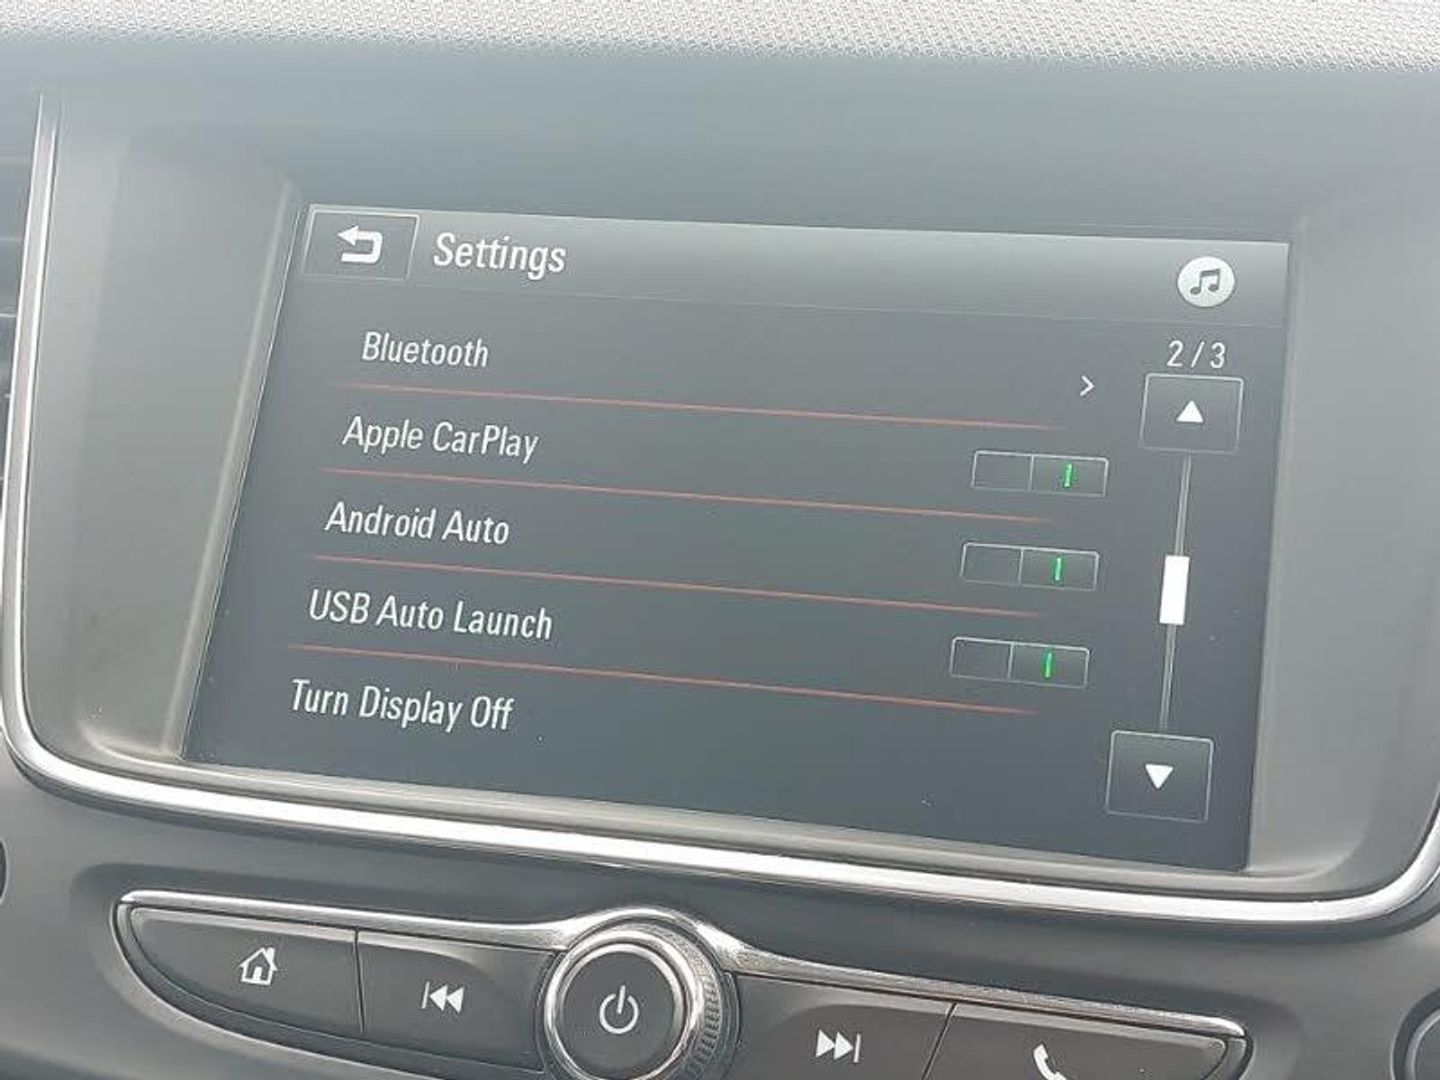 Settings
2/3
Bluetooth
Apple CarPlay
Android Auto
USB Auto Launch
Turn Display Off